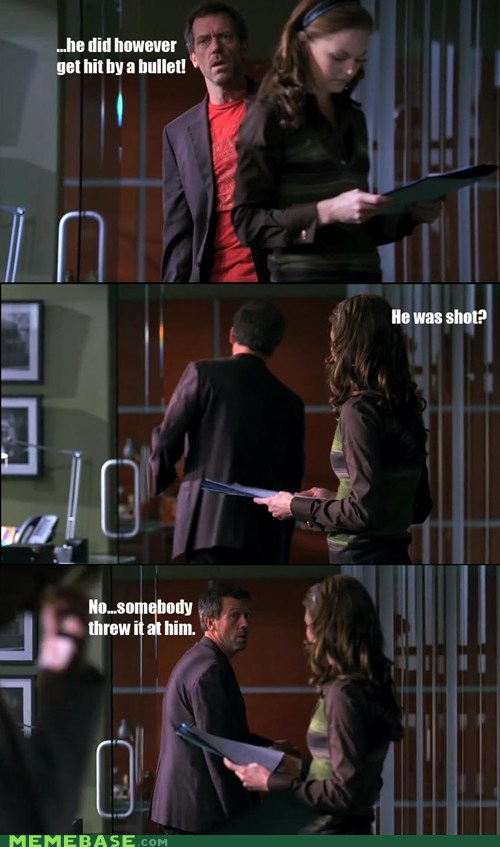 ...he did however
get hit by a bullet!
He was shot?
No...somebody
threw it at him.
MEMEBASE.COM